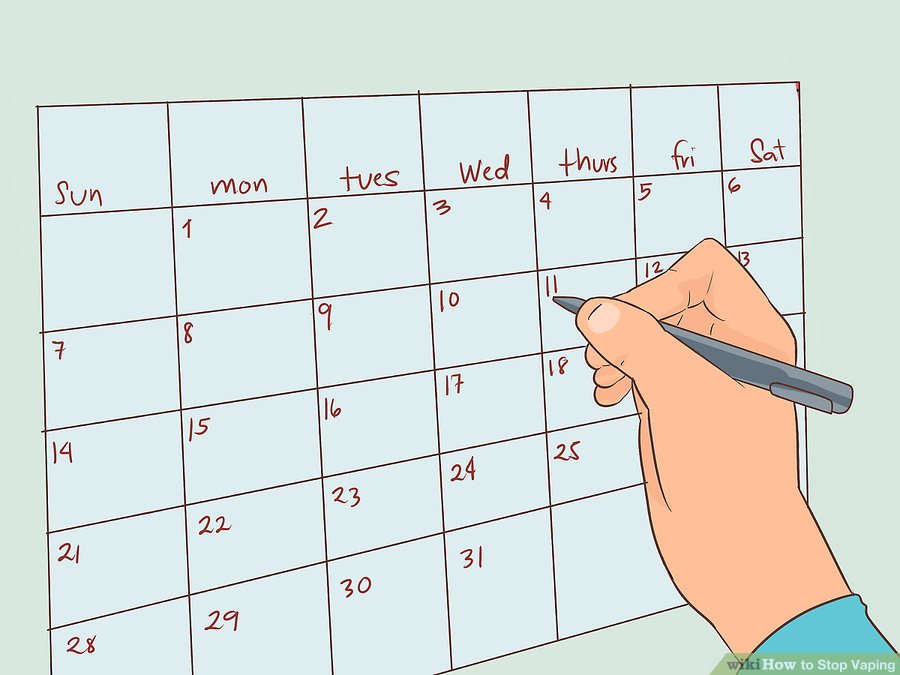 Sun mon tues Wed thurs fri Sat
1 2 3 4 5 6
7 8 9 10 11 12 13
14 15 16 17 18
21 22 23 24 25
28 29 30 31
wikiHow to Stop Vaping